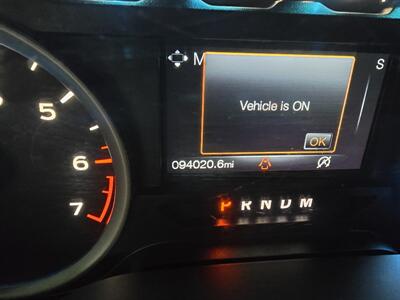 M
S
Vehicle is ON
OK
094020.6mi
5
6
7
P R N D M